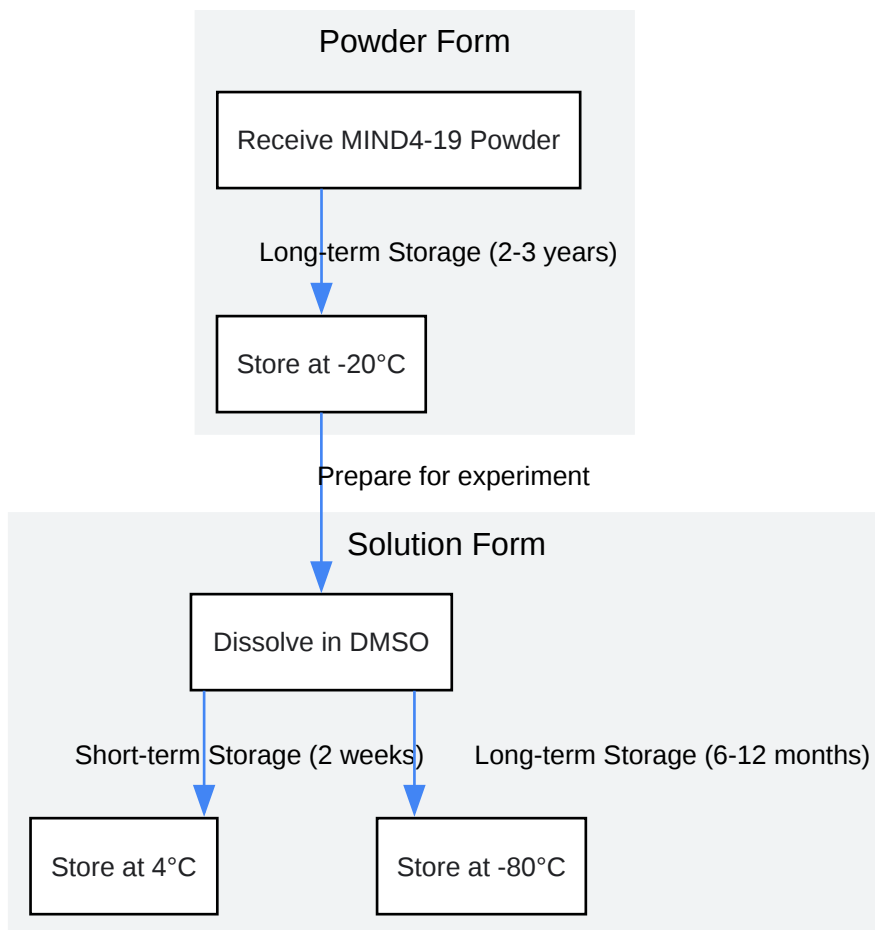 Powder Form
Receive MIND4-19 Powder
Long-term Storage (2-3 years)
Store at -20°C
Prepare for experiment
Solution Form
Dissolve in DMSO
Short-term Storage (2 weeks)
Long-term Storage (6-12 months)
Store at 4°C
Store at -80°C